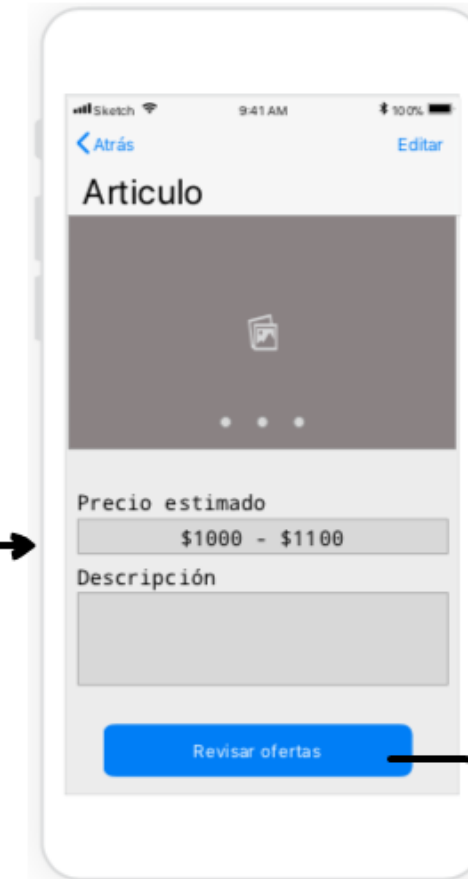 Sketch 9:41 AM 100%
Atrás Editar
Articulo
Precio estimado
$1000 - $1100
Descripción
Revisar ofertas